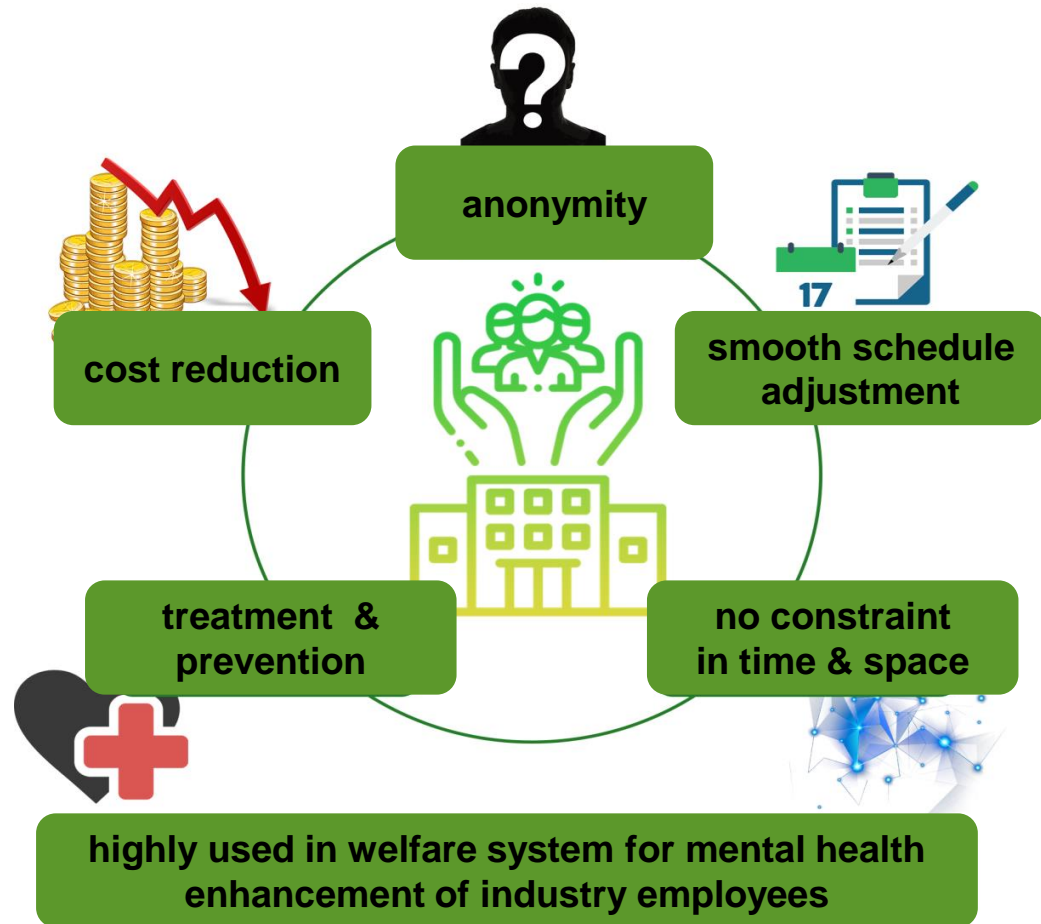 ?
anonymity
cost reduction
17
smooth schedule
adjustment
treatment &
prevention
no constraint
in time & space
highly used in welfare system for mental health
enhancement of industry employees